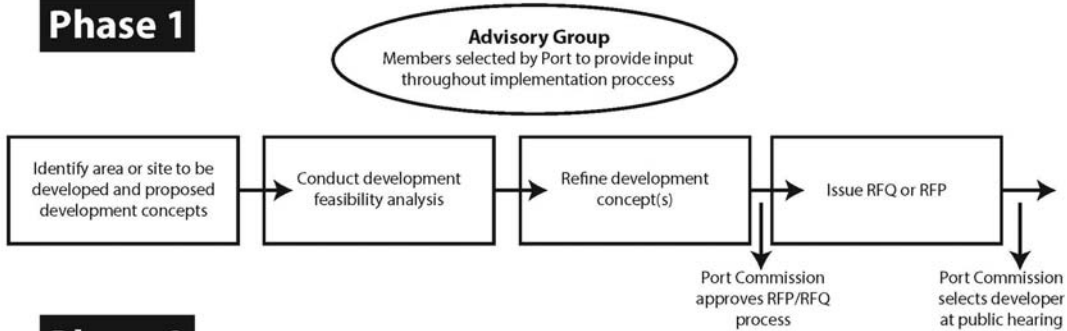 Phase 1
Advisory Group
Members selected by Port to provide input
throughout implementation proccess
Identify area or site to be
developed and proposed
development concepts
Conduct development
feasibility analysis
Refine development
concept(s)
Issue RFQ or RFP
Port Commission
approves RFP/RFQ
process
Port Commission
selects developer
at public hearing